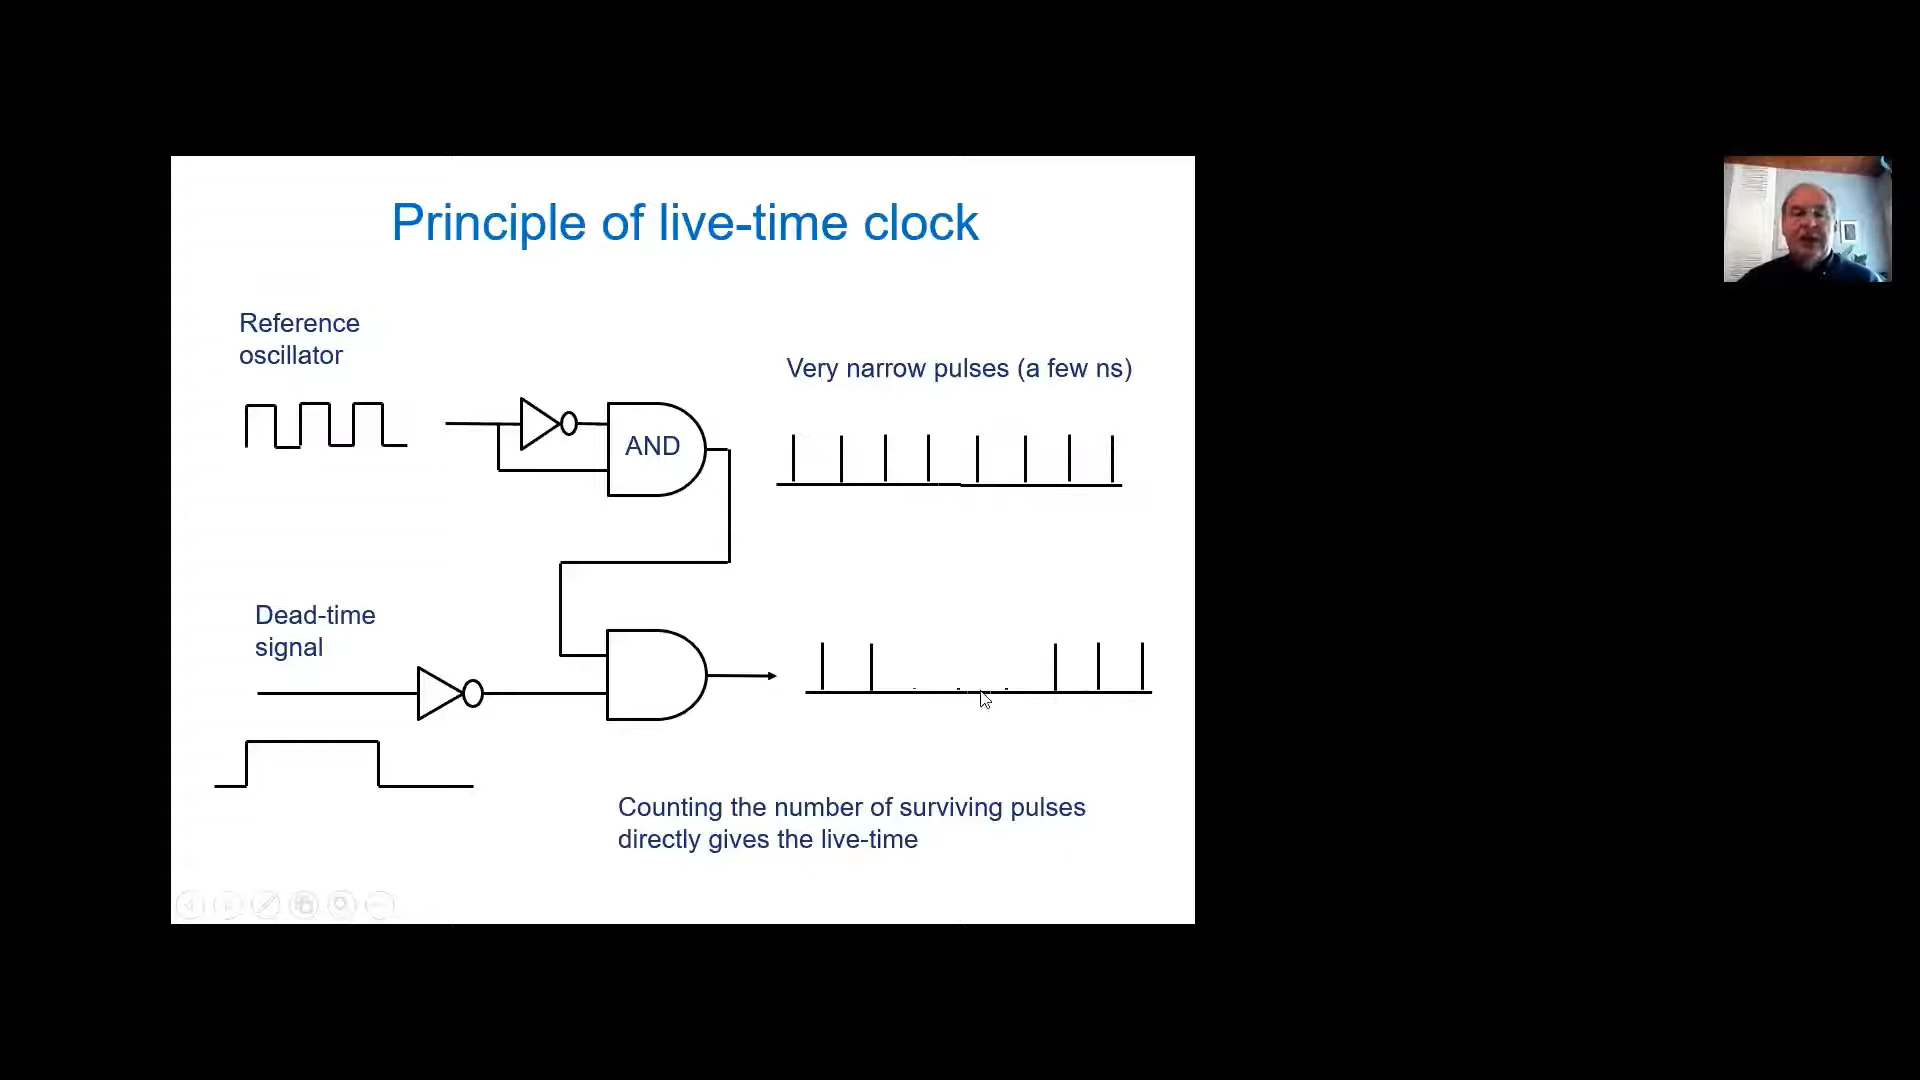 Principle of live-time clock
Reference
oscillator
Very narrow pulses (a few ns)
AND
Dead-time
signal
Counting the number of surviving pulses
directly gives the live-time